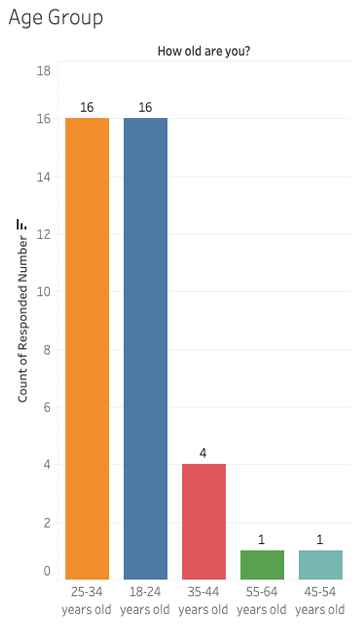 Age Group
How old are you?
Count of Responded Number
18
16
14
12
10
8
6
4
2
0
16
16
4
1
1
25-34
years old
18-24
years old
35-44
years old
55-64
years old
45-54
years old